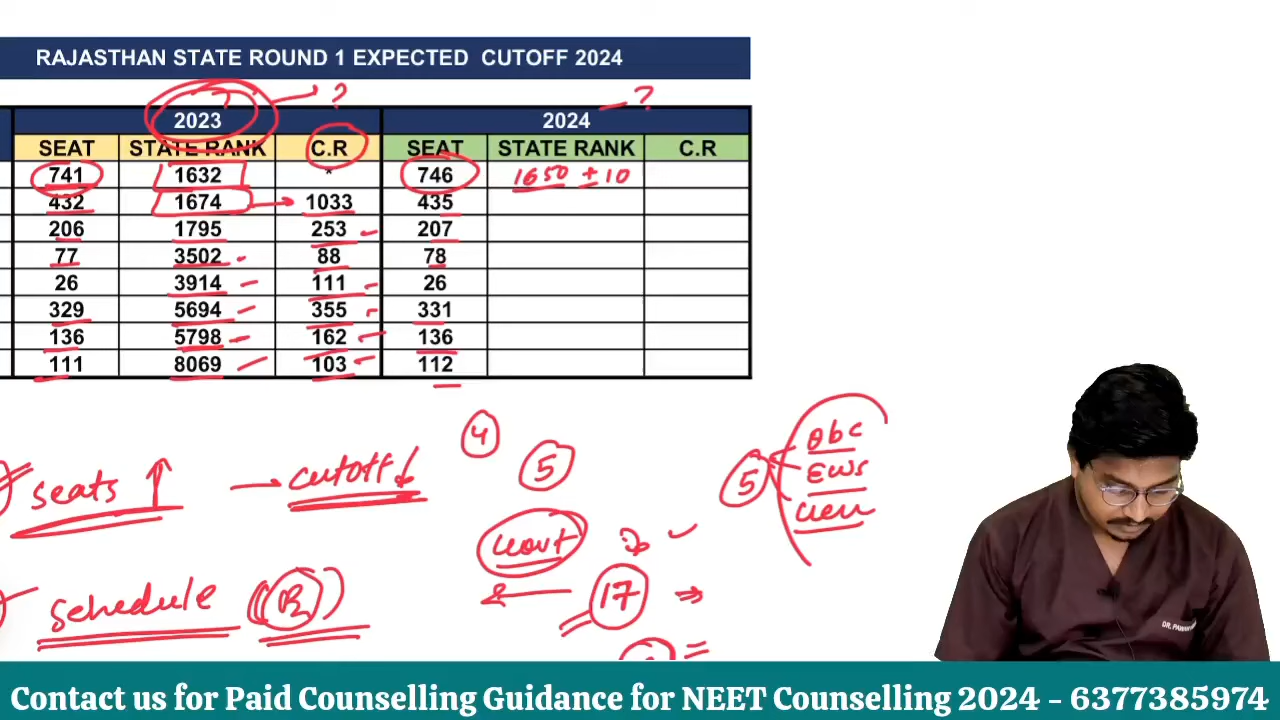 RAJASTHAN STATE ROUND 1 EXPECTED CUTOFF 2024
?
?
2023 2024
SEAT STATE RANK C.R SEAT STATE RANK C.R
741 1632 * 746 1650 ± 10
432 1674 1033 435
206 1795 253 207
77 3502 88 78
26 3914 111 26
329 5694 355 331
136 5798 162 136
111 8069 103 112
4
5
5
obc
EWS
seats ↑ → cutoff ↓
17
schedule
Contact us for Paid Counselling Guidance for NEET Counselling 2024 - 6377385974